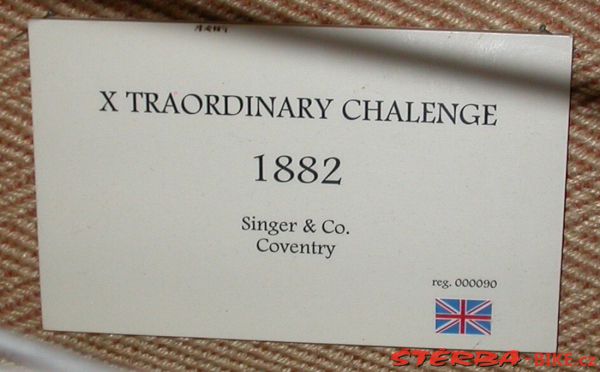 X TRAORDINARY CHALENGE
1882
Singer & Co.
Coventry
reg. 000090
STERBA-BIKE.cz